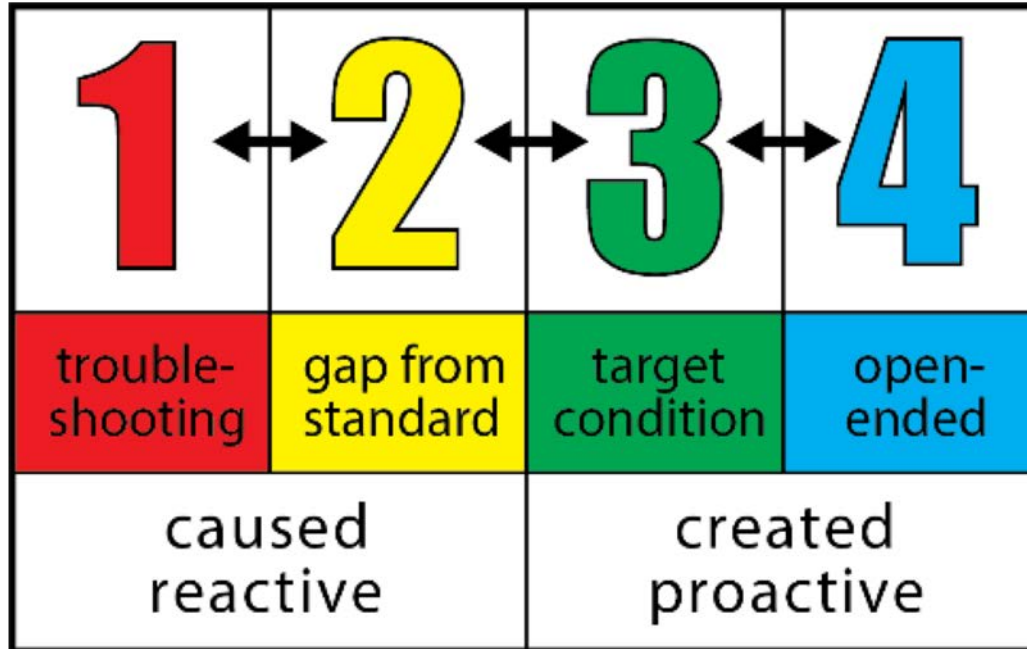 1 2 3 4
trouble-
shooting
gap from
standard
target
condition
open-
ended
caused
reactive
created
proactive